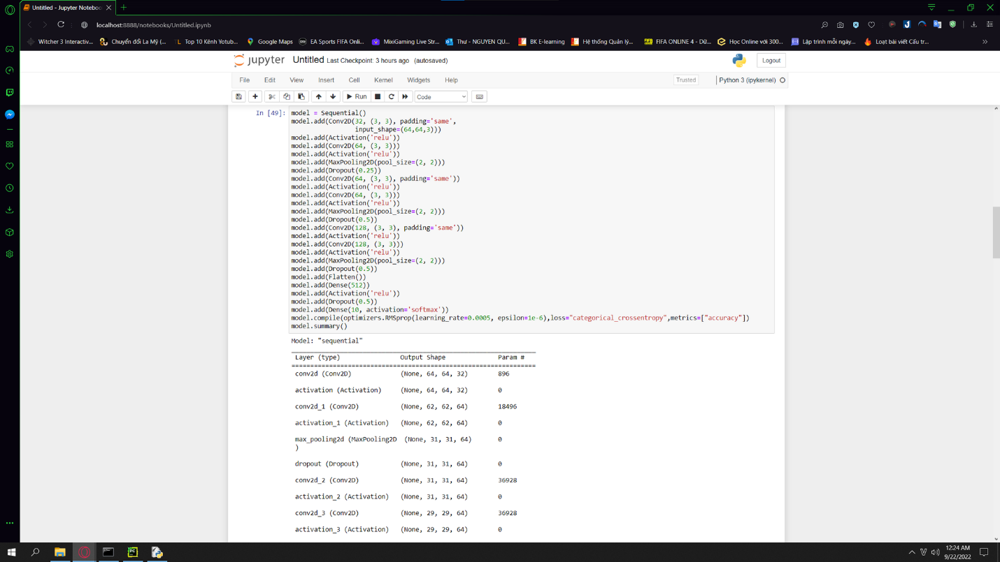 Untitled - Jupyter Noteboo
localhost:8888/notebooks/Untitled.ipynb
Witcher 3 Interactiv...
Chuyển đổi La Mỹ (...
TL Top 10 Kênh Yotub...
Google Maps
EA Sports FIFA Onli...
MixiGaming Live Str...
Thư - NGUYEN QU...
BK E-learning
Hệ thống Quản lý...
FIFA ONLINE 4 - Dữ...
Học Online với 300...
Lập trình mỗi ngày...
Loạt bài viết Cấu tr...
jupyter Untitled Last Checkpoint: 3 hours ago (autosaved)
Logout
File Edit View Insert Cell Kernel Widgets Help
Trusted
Python 3 (ipykernel)
Run
Code
In [49]:
model = Sequential()
model.add(Conv2D(32, (3, 3), padding='same',
input_shape=(64,64,3)))
model.add(Activation('relu'))
model.add(Conv2D(64, (3, 3)))
model.add(Activation('relu'))
model.add(MaxPooling2D(pool_size=(2, 2)))
model.add(Dropout(0.25))
model.add(Conv2D(64, (3, 3), padding='same'))
model.add(Activation('relu'))
model.add(Conv2D(64, (3, 3)))
model.add(Activation('relu'))
model.add(MaxPooling2D(pool_size=(2, 2)))
model.add(Dropout(0.5))
model.add(Conv2D(128, (3, 3), padding='same'))
model.add(Activation('relu'))
model.add(Conv2D(128, (3, 3)))
model.add(Activation('relu'))
model.add(MaxPooling2D(pool_size=(2, 2)))
model.add(Dropout(0.5))
model.add(Flatten())
model.add(Dense(512))
model.add(Activation('relu'))
model.add(Dropout(0.5))
model.add(Dense(10, activation='softmax'))
model.compile(optimizers.RMSprop(learning_rate=0.0005, epsilon=1e-6),loss="categorical_crossentropy",metrics=["accuracy"])
model.summary()
Model: "sequential"
Layer (type) Output Shape Param #
conv2d (Conv2D) (None, 64, 64, 32) 896
activation (Activation) (None, 64, 64, 32) 0
conv2d_1 (Conv2D) (None, 62, 62, 64) 18496
activation_1 (Activation) (None, 62, 62, 64) 0
max_pooling2d (MaxPooling2D (None, 31, 31, 64) 0
)
dropout (Dropout) (None, 31, 31, 64) 0
conv2d_2 (Conv2D) (None, 31, 31, 64) 36928
activation_2 (Activation) (None, 31, 31, 64) 0
conv2d_3 (Conv2D) (None, 29, 29, 64) 36928
activation_3 (Activation) (None, 29, 29, 64) 0
12:24 AM
9/22/2022